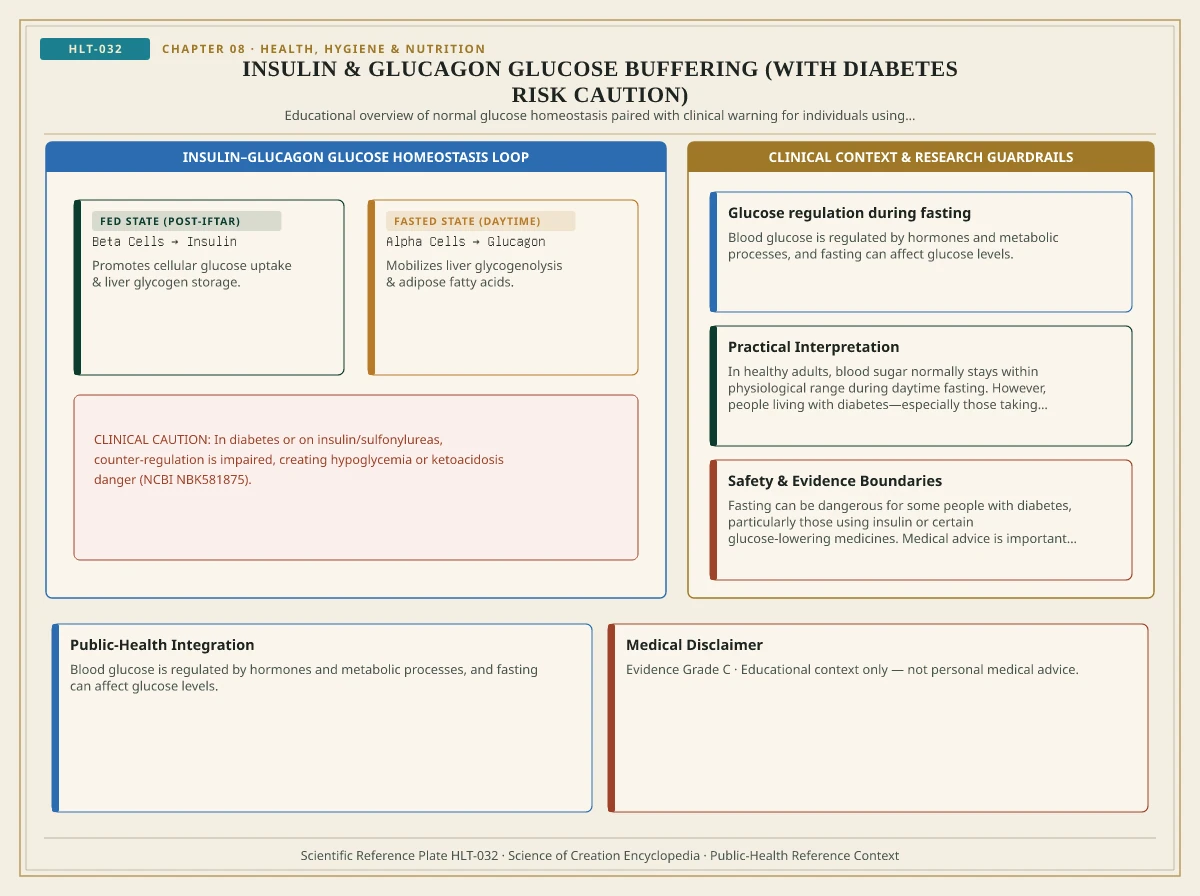 HLT-032
CHAPTER 08 · HEALTH, HYGIENE & NUTRITION
INSULIN & GLUCAGON GLUCOSE BUFFERING (WITH DIABETES
RISK CAUTION)
Educational overview of normal glucose homeostasis paired with clinical warning for individuals using…
INSULIN–GLUCAGON GLUCOSE HOMEOSTASIS LOOP
FED STATE (POST-IFTAR)
Beta Cells → Insulin
Promotes cellular glucose uptake
& liver glycogen storage.
FASTED STATE (DAYTIME)
Alpha Cells → Glucagon
Mobilizes liver glycogenolysis
& adipose fatty acids.
CLINICAL CAUTION: In diabetes or on insulin/sulfonylureas,
counter-regulation is impaired, creating hypoglycemia or ketoacidosis
danger (NCBI NBK581875).
CLINICAL CONTEXT & RESEARCH GUARDRAILS
Glucose regulation during fasting
Blood glucose is regulated by hormones and metabolic
processes, and fasting can affect glucose levels.
Practical Interpretation
In healthy adults, blood sugar normally stays within
physiological range during daytime fasting. However,
people living with diabetes—especially those taking…
Safety & Evidence Boundaries
Fasting can be dangerous for some people with diabetes,
particularly those using insulin or certain
glucose-lowering medicines. Medical advice is important…
Public-Health Integration
Blood glucose is regulated by hormones and metabolic processes, and fasting
can affect glucose levels.
Medical Disclaimer
Evidence Grade C · Educational context only — not personal medical advice.
Scientific Reference Plate HLT-032 · Science of Creation Encyclopedia · Public-Health Reference Context